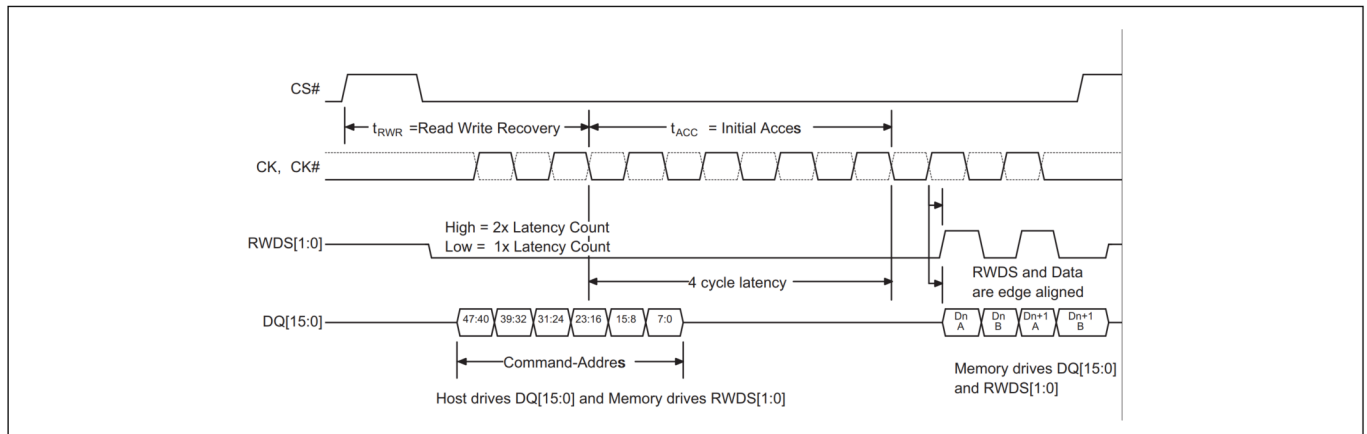 CS#
tRWR =Read Write Recovery
tACC = Initial Acces
CK, CK#
High = 2x Latency Count
Low = 1x Latency Count
RWDS[1:0]
4 cycle latency
RWDS and Data
are edge aligned
DQ[15:0]
47:40 39:32 31:24 23:16 15:8 7:0
Dn A
Dn B
Dn+1 A
Dn+1 B
Command-Addres
Memory drives DQ[15:0]
and RWDS[1:0]
Host drives DQ[15:0] and Memory drives RWDS[1:0]